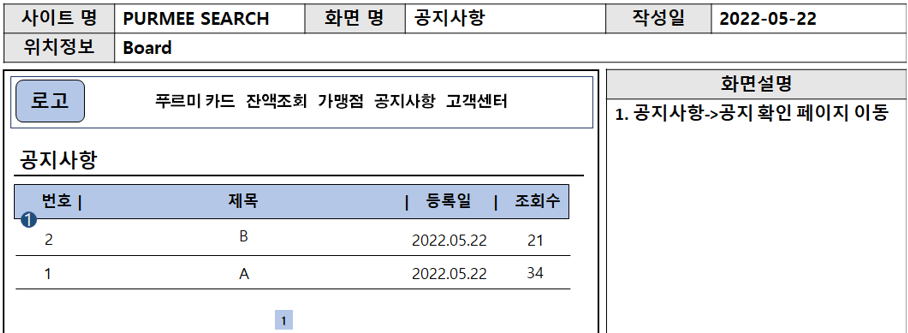 사이트 명 PURMEE SEARCH 화면 명 공지사항 작성일 2022-05-22
위치정보 Board
로고 푸르미 카드 잔액조회 가맹점 공지사항 고객센터
공지사항
번호 | 제목 | 등록일 | 조회수
1
2 B 2022.05.22 21
1 A 2022.05.22 34
1
화면설명
1. 공지사항->공지 확인 페이지 이동